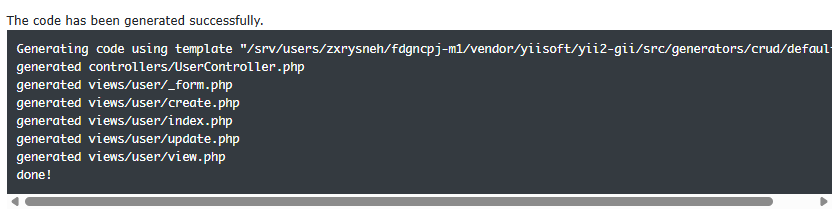 The code has been generated successfully.
Generating code using template "/srv/users/zxrysneh/fdgncpj-m1/vendor/yiisoft/yii2-gii/src/generators/crud/defaul
generated controllers/UserController.php
generated views/user/_form.php
generated views/user/create.php
generated views/user/index.php
generated views/user/update.php
generated views/user/view.php
done!